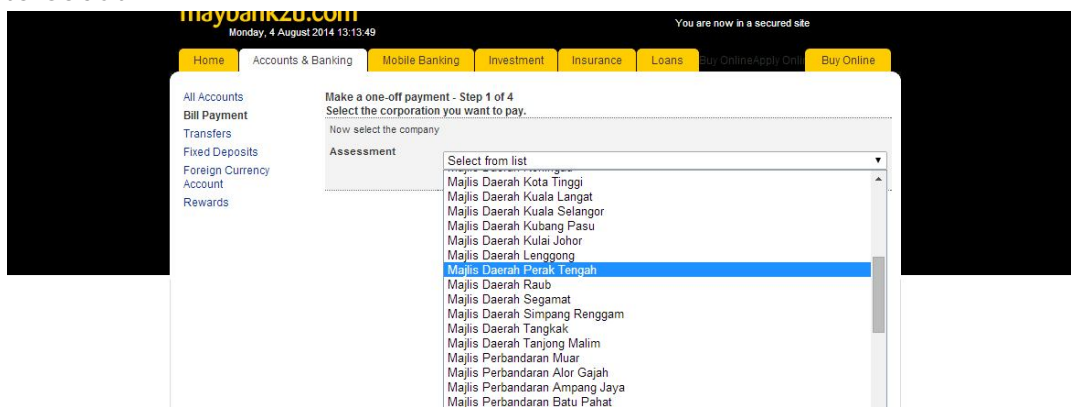 maybank2u.com
Monday, 4 August 2014 13:13:49
You are now in a secured site
Home
Accounts & Banking
Mobile Banking
Investment
Insurance
Loans
Buy OnlineApply Onlin
Buy Online
All Accounts
Bill Payment
Transfers
Fixed Deposits
Foreign Currency
Account
Rewards
Make a one-off payment - Step 1 of 4
Select the corporation you want to pay.
Now select the company
Assessment
Select from list
Majlis Daerah Kota Tinggi
Majlis Daerah Kuala Langat
Majlis Daerah Kuala Selangor
Majlis Daerah Kubang Pasu
Majlis Daerah Kulai Johor
Majlis Daerah Lenggong
Majlis Daerah Perak Tengah
Majlis Daerah Raub
Majlis Daerah Segamat
Majlis Daerah Simpang Renggam
Majlis Daerah Tangkak
Majlis Daerah Tanjong Malim
Majlis Perbandaran Muar
Majlis Perbandaran Alor Gajah
Majlis Perbandaran Ampang Jaya
Majlis Perbandaran Batu Pahat